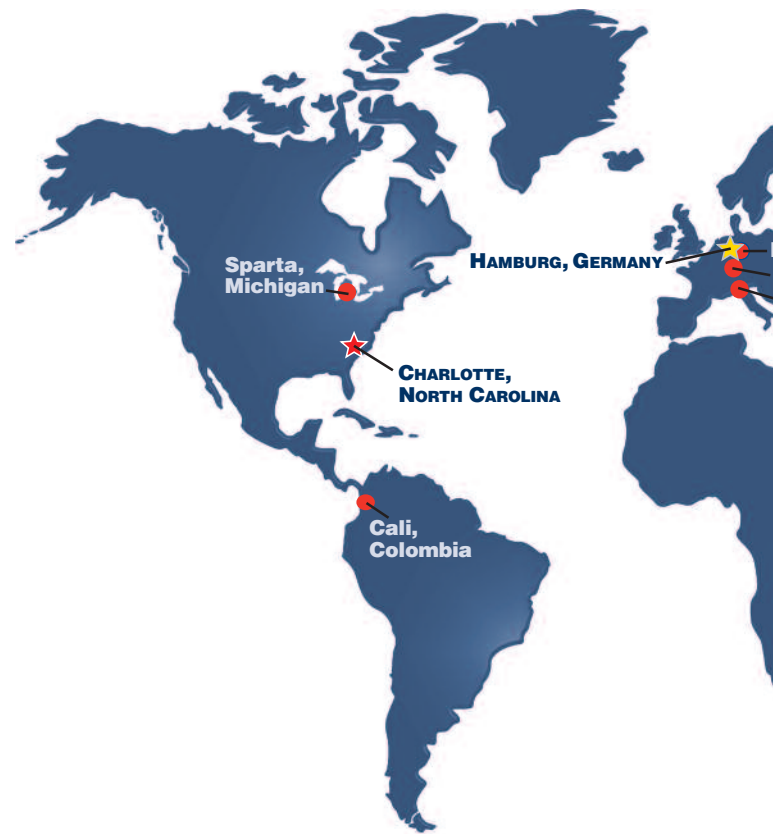 Sparta,
Michigan
HAMBURG, GERMANY
CHARLOTTE,
NORTH CAROLINA
Cali,
Colombia